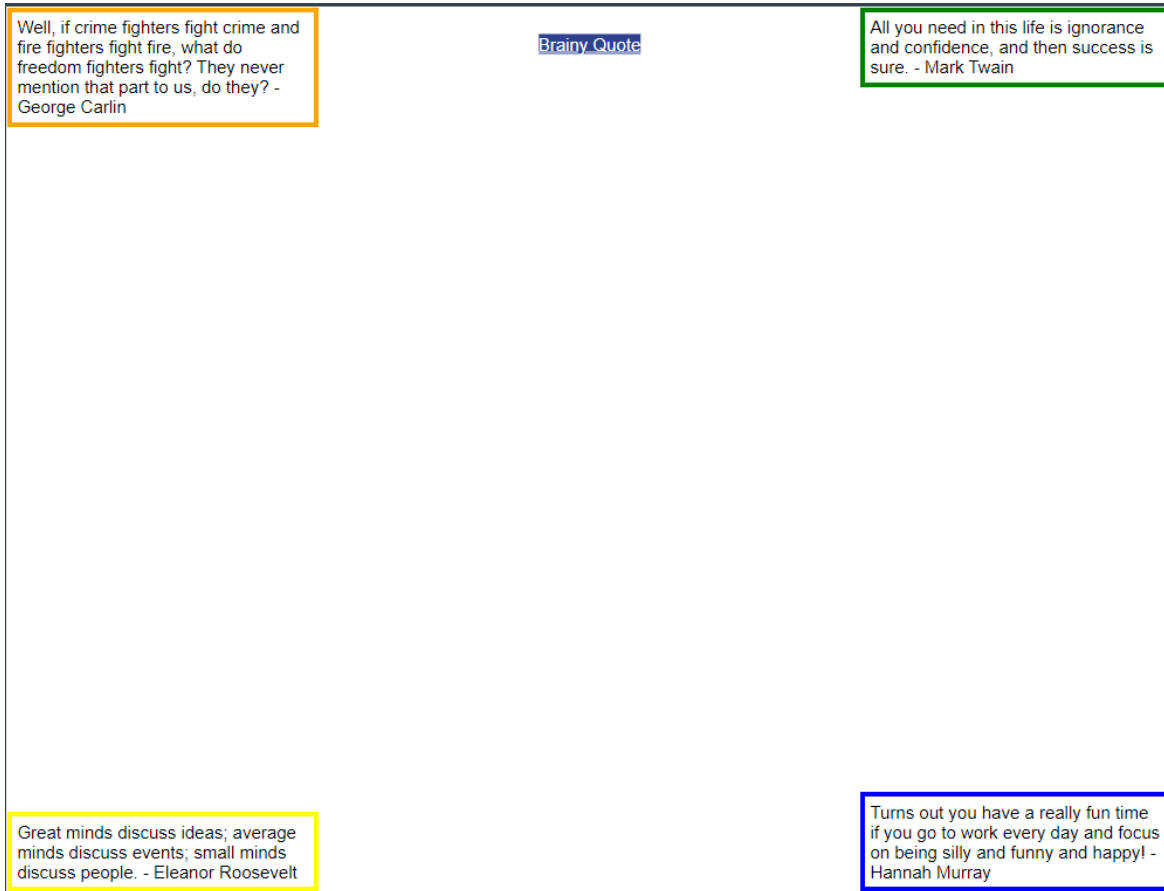 Well, if crime fighters fight crime and
fire fighters fight fire, what do
freedom fighters fight? They never
mention that part to us, do they? -
George Carlin
Brainy Quote
All you need in this life is ignorance
and confidence, and then success is
sure. - Mark Twain
Great minds discuss ideas; average
minds discuss events; small minds
discuss people. - Eleanor Roosevelt
Turns out you have a really fun time
if you go to work every day and focus
on being silly and funny and happy! -
Hannah Murray